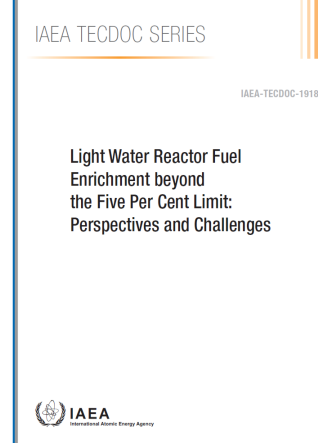 IAEA TECDOC SERIES
IAEA-TECDOC-1918
Light Water Reactor Fuel
Enrichment beyond
the Five Per Cent Limit:
Perspectives and Challenges
IAEA
International Atomic Energy Agency